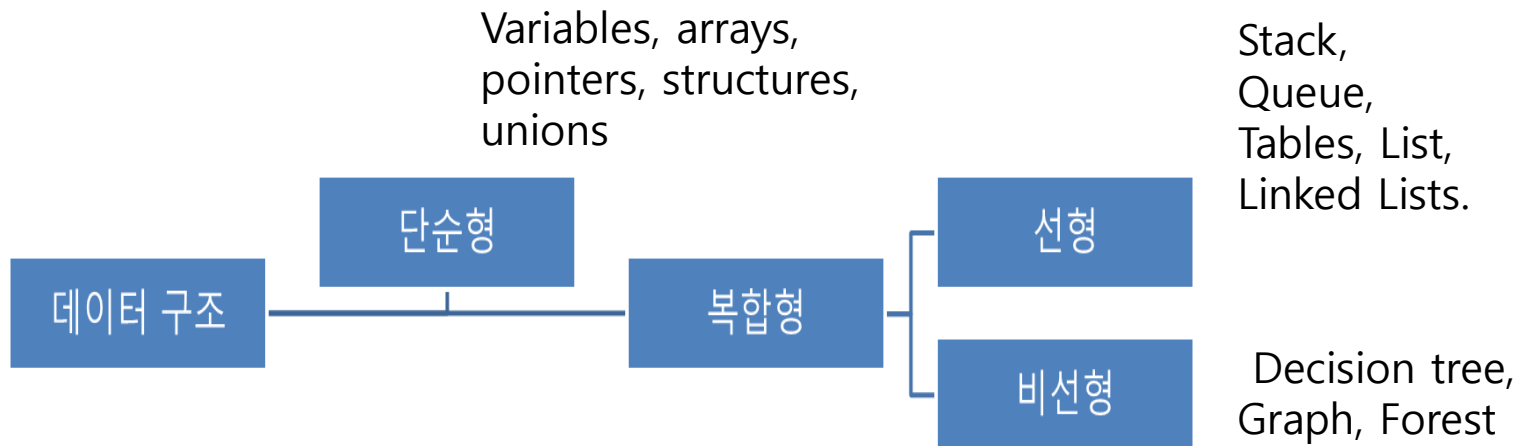 Variables, arrays,
pointers, structures,
unions
Stack,
Queue,
Tables, List,
Linked Lists.
단순형
선형
데이터 구조
복합형
비선형
Decision tree,
Graph, Forest